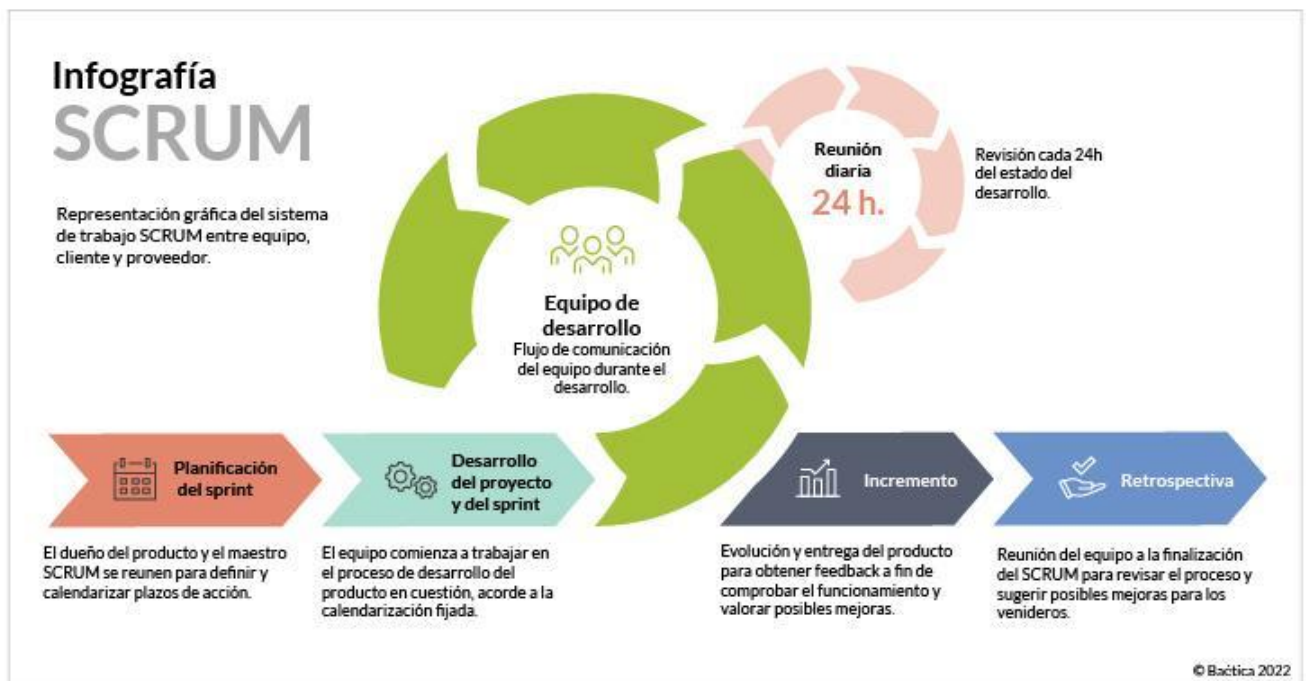 Infografía
SCRUM
Representación gráfica del sistema
de trabajo SCRUM entre equipo,
cliente y proveedor.
Reunión
diaria
24 h.
Revisión cada 24h
del estado del
desarrollo.
Equipo de
desarrollo
Flujo de comunicación
del equipo durante el
desarrollo.
Planificación
del sprint
El dueño del producto y el maestro
SCRUM se reunen para definir y
calendarizar plazos de acción.
Desarrollo
del proyecto
y del sprint
El equipo comienza a trabajar en
el proceso de desarrollo del
producto en cuestión, acorde a la
calendarización fijada.
Incremento
Evolución y entrega del producto
para obtener feedback a fin de
comprobar el funcionamiento y
valorar posibles mejoras.
Retrospectiva
Reunión del equipo a la finalización
del SCRUM para revisar el proceso y
sugerir posibles mejoras para los
venideros.
© Baética 2022